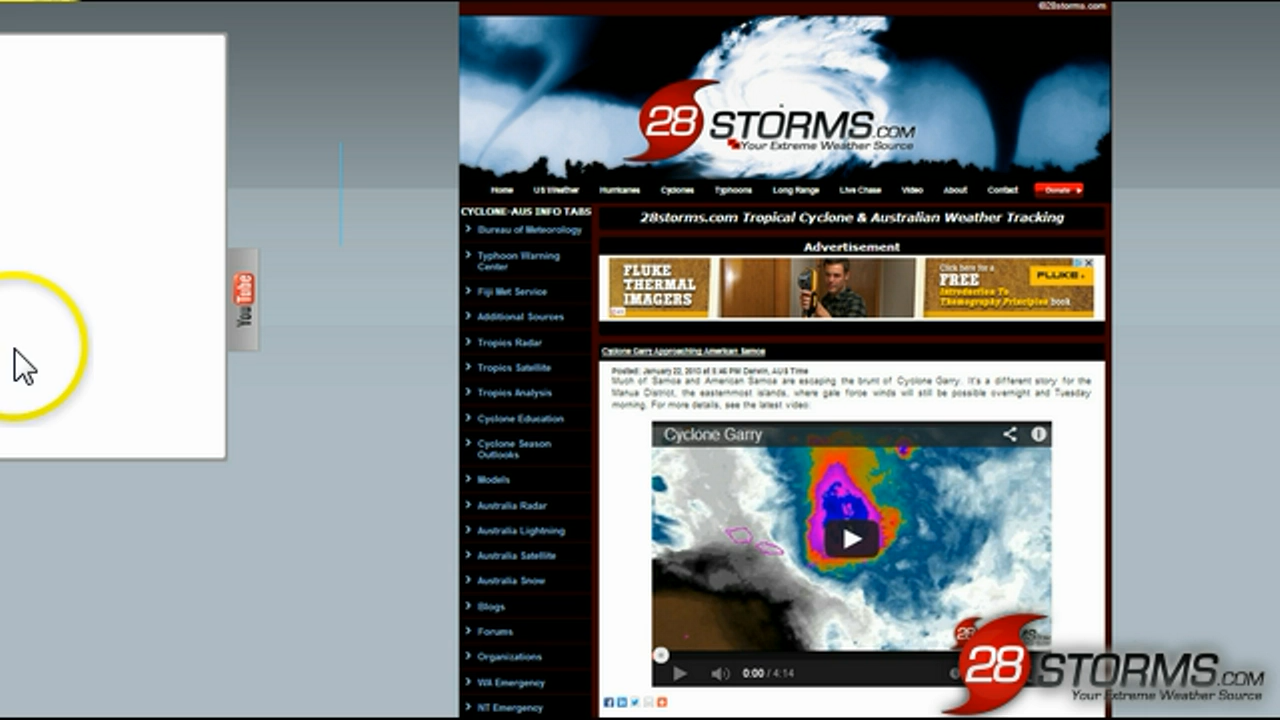 ©28storms.com
28 STORMS.COM
Your Extreme Weather Source
Home US Weather Hurricanes Cyclones Typhoons Long Range Live Chase Video About Contact Donate
CYCLONE-AUS INFO TABS
Bureau of Meteorology
Typhoon Warning
Center
Fiji Met Service
Additional Sources
Tropics Radar
Tropics Satellite
Tropics Analysis
Cyclone Education
Cyclone Season
Outlooks
Models
Australia Radar
Australia Lightning
Australia Satellite
Australia Snow
Blogs
Forums
Organizations
WA Emergency
NT Emergency
You Tube
28storms.com Tropical Cyclone & Australian Weather Tracking
Advertisement
FLUKE
THERMAL
IMAGERS
Click here for a
FREE
Introduction To
Thermography Principles book
FLUKE.
Cyclone Garry Approaching American Samoa
Posted: January 22, 2013 at 5:46 PM Darwin, AUS Time
Much of Samoa and American Samoa are escaping the brunt of Cyclone Garry. It's a different story for the
Manua District, the easternmost islands, where gale force winds will still be possible overnight and Tuesday
morning. For more details, see the latest video:
Cyclone Garry
0:00 / 4:14
28 STORMS.COM
Your Extreme Weather Source